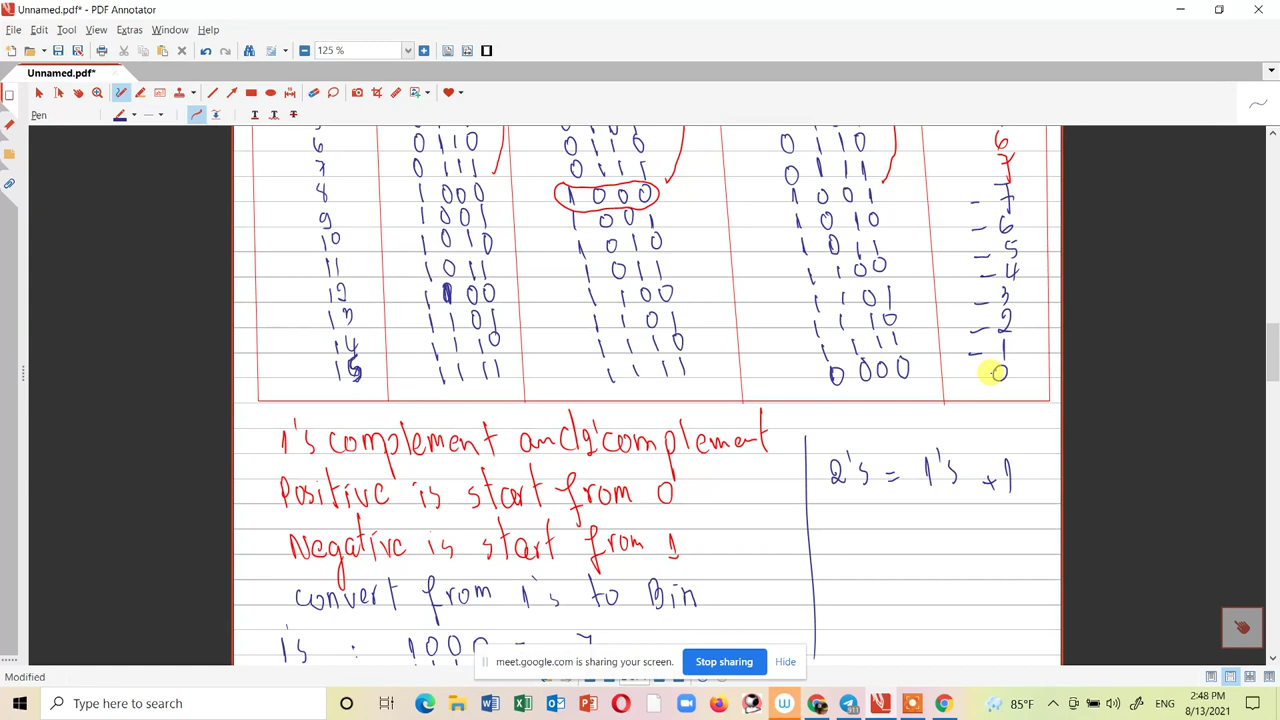 Unnamed.pdf* - PDF Annotator
File Edit Tool View Extras Window Help
125 %
Unnamed.pdf*
Pen
6 0110 0110 0110 6
7 0111 0111 0111 7
8 1000 1000 1001 - 7
9 1001 1001 1010 - 6
10 1010 1010 1011 - 5
11 1011 1011 1100 - 4
12 1100 1100 1101 - 3
13 1101 1101 1110 - 2
14 1110 1110 1111 - 1
15 1111 1111 0000 -0
1's complement and 2'complement
Positive is start from 0
2's = 1's +1
Negative is start from 1
convert from 1's to Bin
1s : 1000 = ?
meet.google.com is sharing your screen. Stop sharing Hide
Modified
Type here to search
85°F
ENG
2:48 PM
8/13/2021